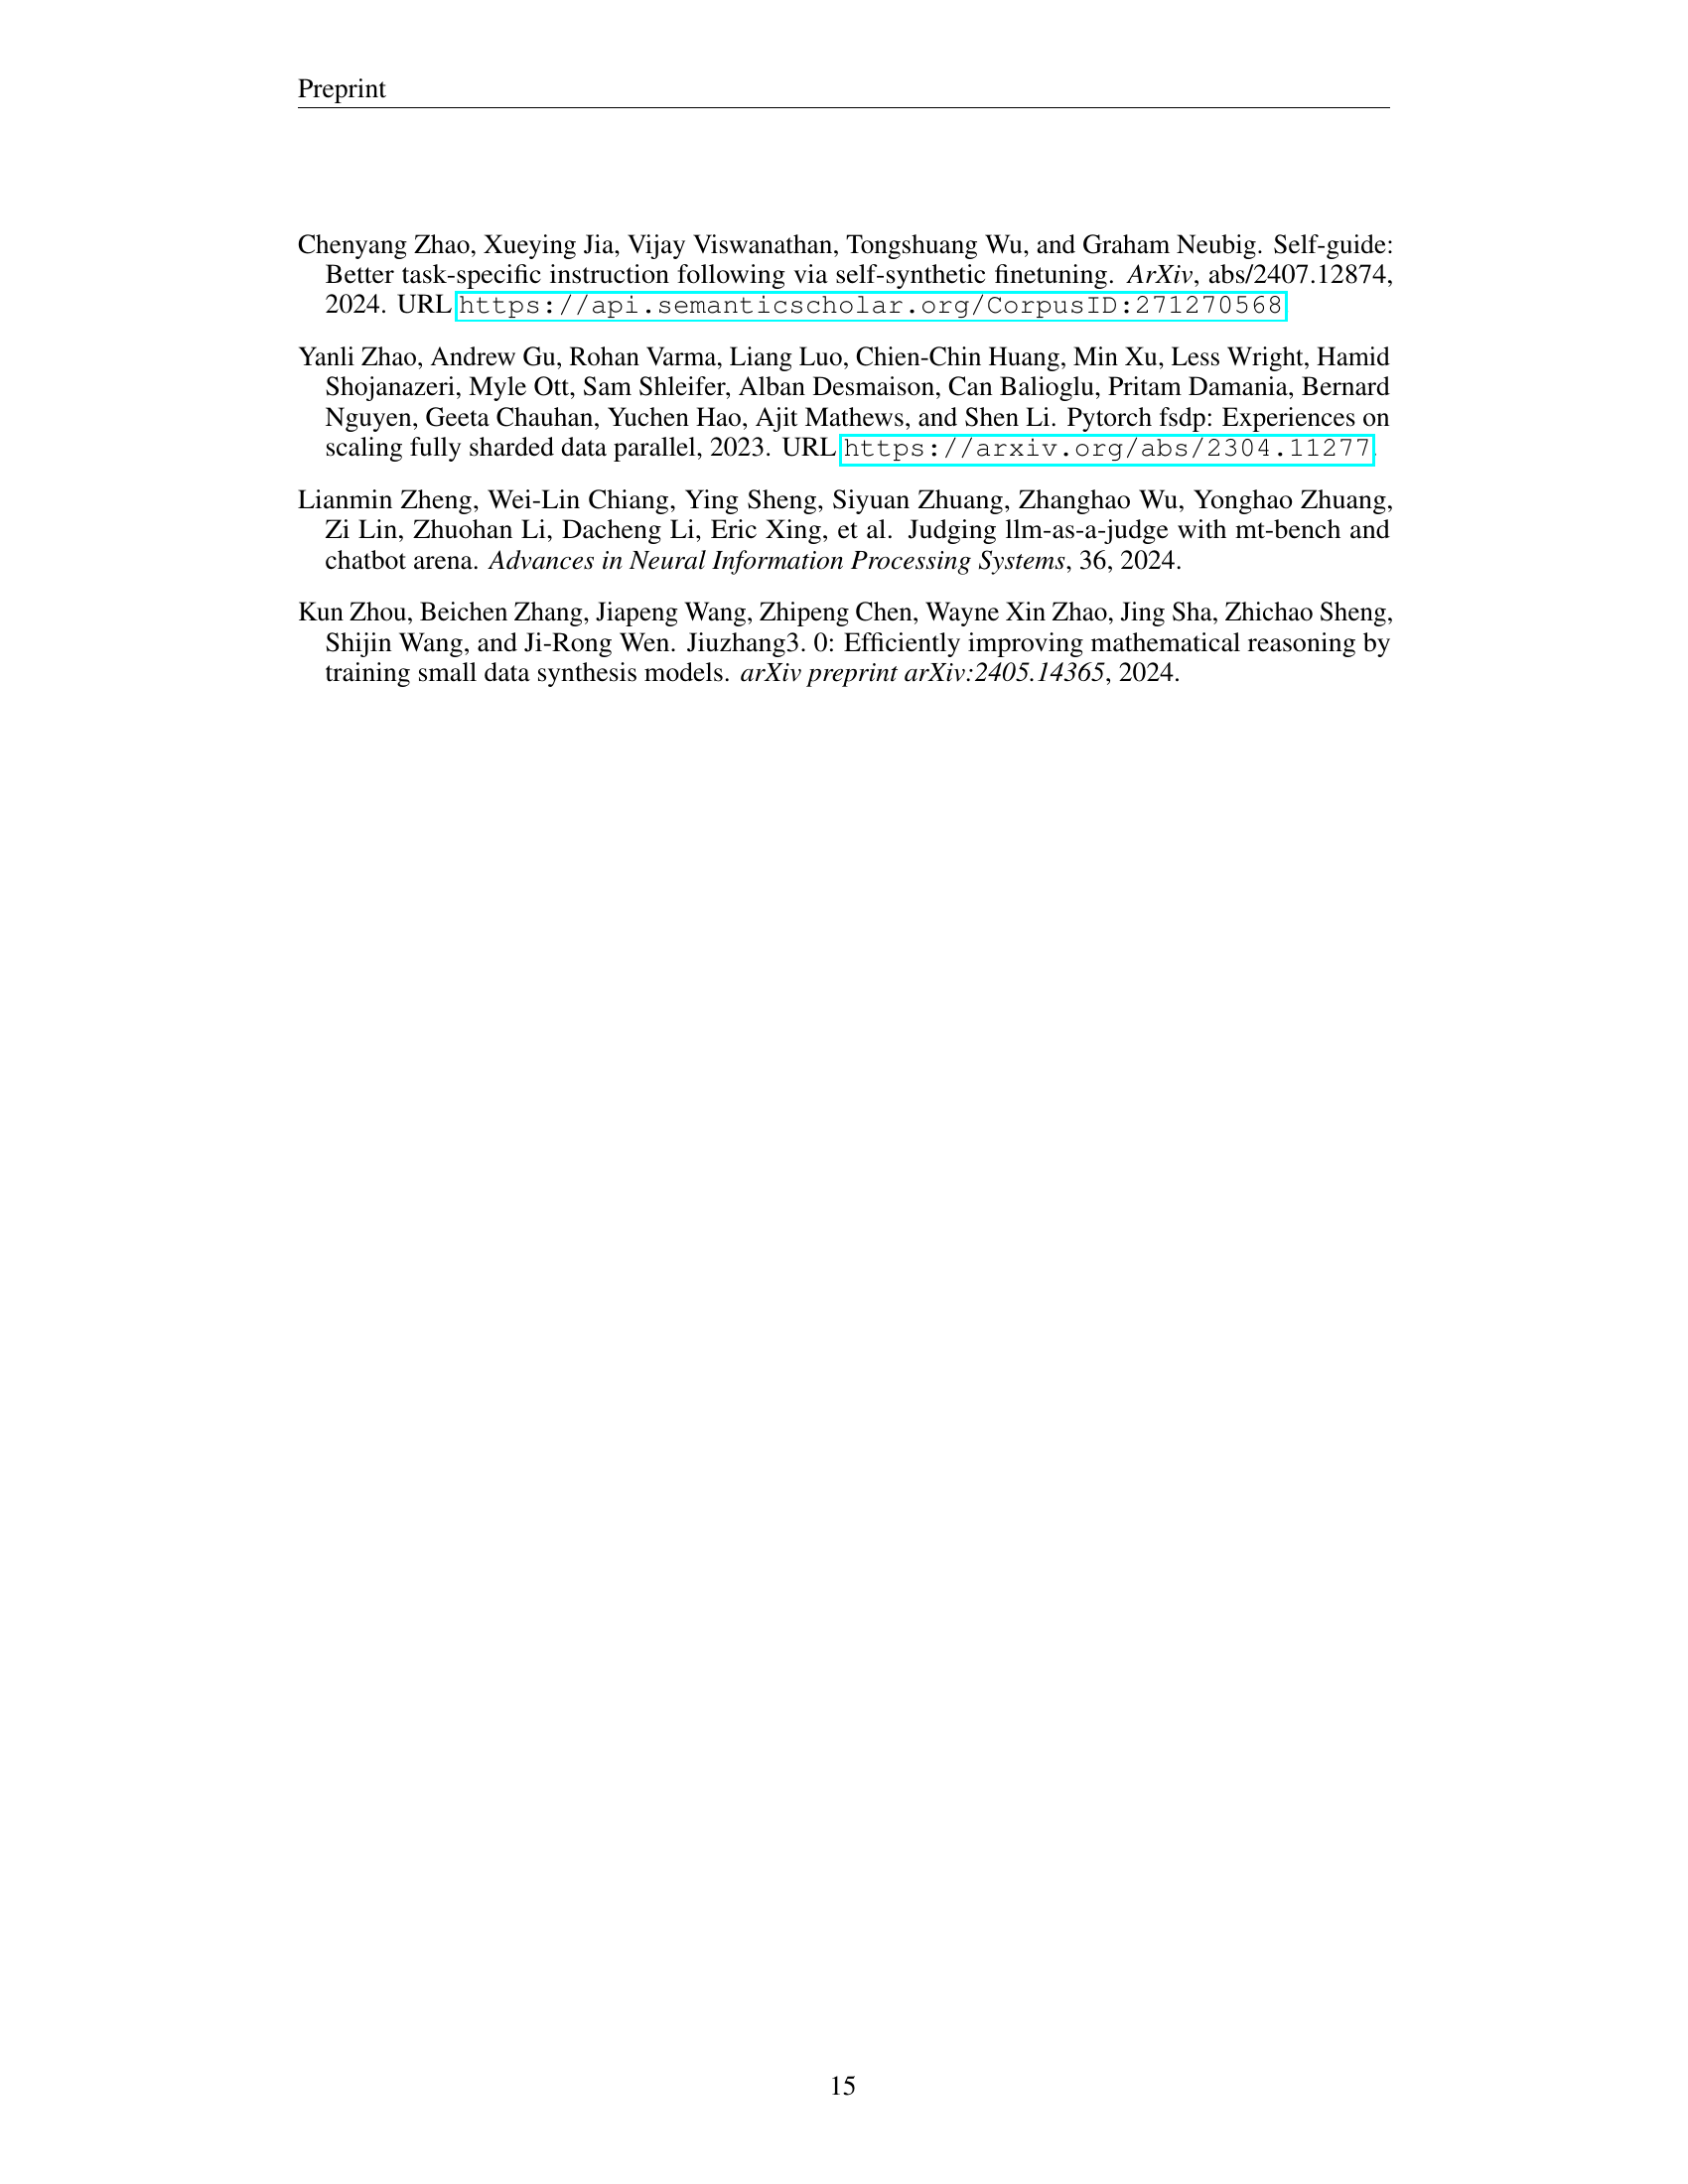 Preprint
Chenyang Zhao, Xueying Jia, Vijay Viswanathan, Tongshuang Wu, and Graham Neubig. Self-guide:
Better task-specific instruction following via self-synthetic finetuning. ArXiv, abs/2407.12874,
2024. URL https://api.semanticscholar.org/CorpusID:271270568.
Yanli Zhao, Andrew Gu, Rohan Varma, Liang Luo, Chien-Chin Huang, Min Xu, Less Wright, Hamid
Shojanazeri, Myle Ott, Sam Shleifer, Alban Desmaison, Can Balioglu, Pritam Damania, Bernard
Nguyen, Geeta Chauhan, Yuchen Hao, Ajit Mathews, and Shen Li. Pytorch fsdp: Experiences on
scaling fully sharded data parallel, 2023. URL https://arxiv.org/abs/2304.11277.
Lianmin Zheng, Wei-Lin Chiang, Ying Sheng, Siyuan Zhuang, Zhanghao Wu, Yonghao Zhuang,
Zi Lin, Zhuohan Li, Dacheng Li, Eric Xing, et al. Judging llm-as-a-judge with mt-bench and
chatbot arena. Advances in Neural Information Processing Systems, 36, 2024.
Kun Zhou, Beichen Zhang, Jiapeng Wang, Zhipeng Chen, Wayne Xin Zhao, Jing Sha, Zhichao Sheng,
Shijin Wang, and Ji-Rong Wen. Jiuzhang3. 0: Efficiently improving mathematical reasoning by
training small data synthesis models. arXiv preprint arXiv:2405.14365, 2024.
15